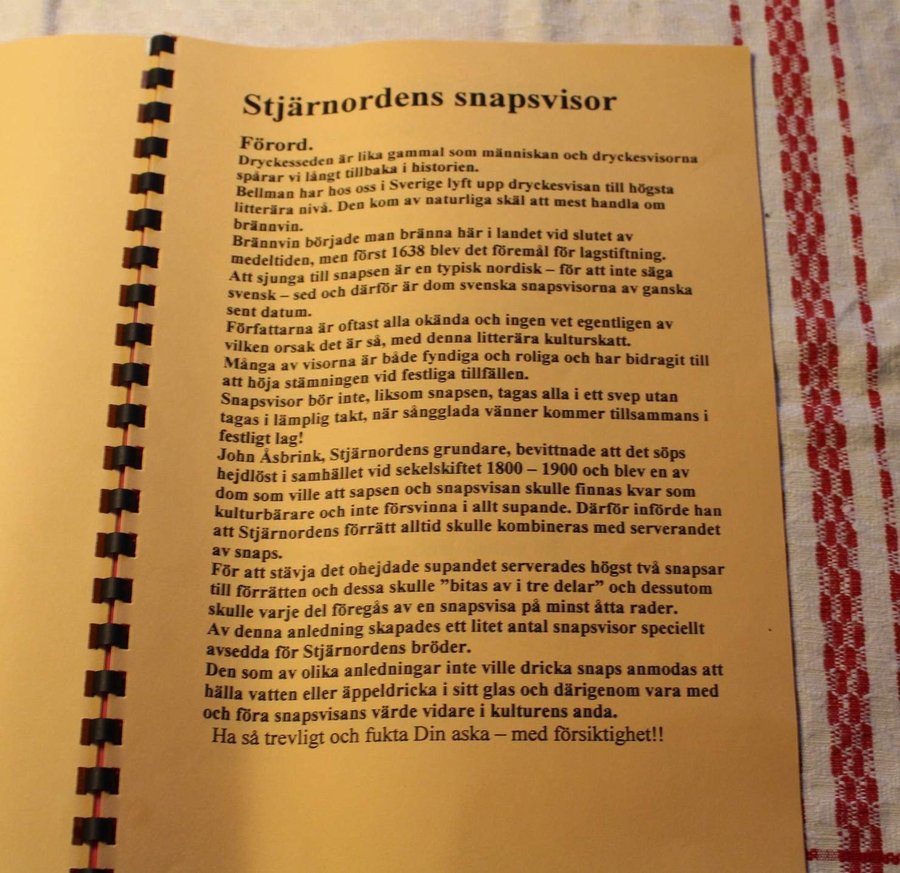 Stjärnordens snapsvisor
Förord.
Dryckesseden är lika gammal som människan och dryckesvisorna
spårar vi långt tillbaka i historien.
Bellman har hos oss i Sverige lyft upp dryckesvisan till högsta
litterära nivå. Den kom av naturliga skäl att mest handla om
brännvin.
Brännvin började man bränna här i landet vid slutet av
medeltiden, men först 1638 blev det föremål för lagstiftning.
Att sjunga till snapsen är en typisk nordisk – för att inte säga
svensk – sed och därför är dom svenska snapsvisorna av ganska
sent datum.
Författarna är oftast alla okända och ingen vet egentligen av
vilken orsak det är så, med denna litterära kulturskatt.
Många av visorna är både fyndiga och roliga och har bidragit till
att höja stämningen vid festliga tillfällen.
Snapsvisor bör inte, liksom snapsen, tagas alla i ett svep utan
tagas i lämplig takt, när sångglada vänner kommer tillsammans i
festligt lag!
John Åsbrink, Stjärnordens grundare, bevittnade att det söps
hejdlöst i samhället vid sekelskiftet 1800 – 1900 och blev en av
dom som ville att sapsen och snapsvisan skulle finnas kvar som
kulturbärare och inte försvinna i allt supande. Därför införde han
att Stjärnordens förrätt alltid skulle kombineras med serverandet
av snaps.
För att stävja det ohejdade supandet serverades högst två snapsar
till förrätten och dessa skulle ”bitas av i tre delar” och dessutom
skulle varje del föregås av en snapsvisa på minst åtta rader.
Av denna anledning skapades ett litet antal snapsvisor speciellt
avsedda för Stjärnordens bröder.
Den som av olika anledningar inte ville dricka snaps anmodas att
hälla vatten eller äppeldricka i sitt glas och därigenom vara med
och föra snapsvisans värde vidare i kulturens anda.
Ha så trevligt och fukta Din aska – med försiktighet!!